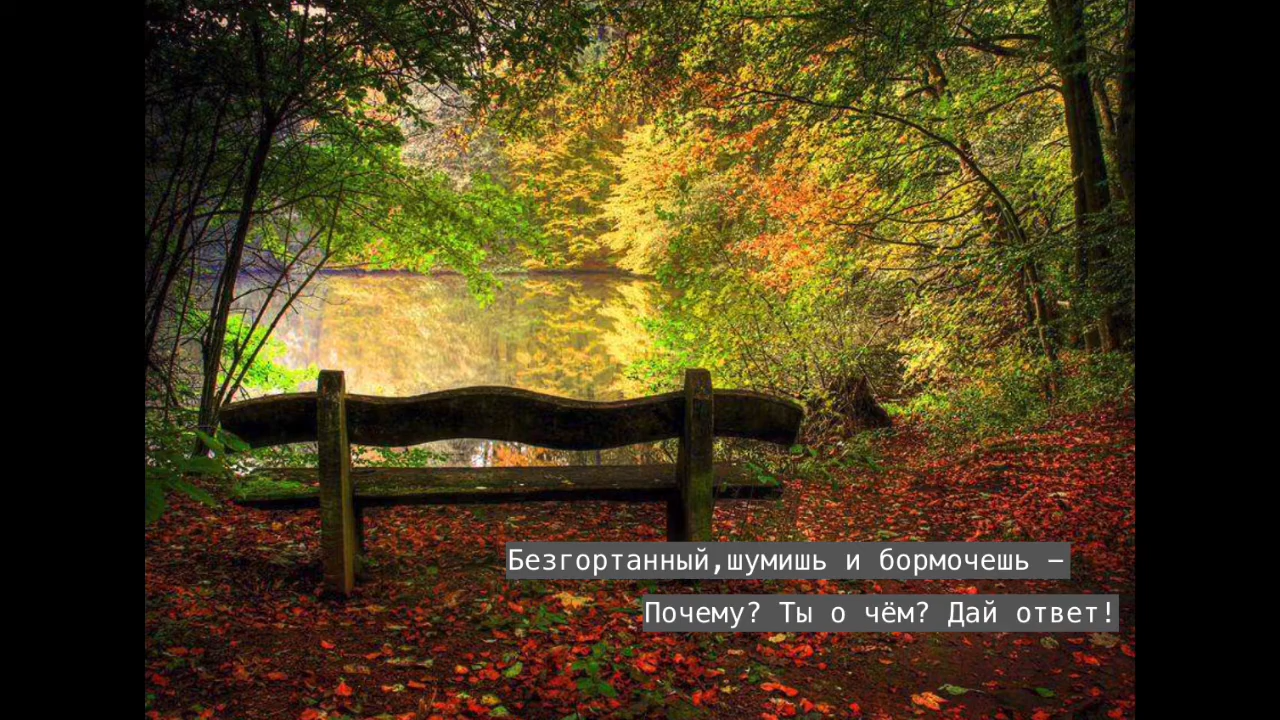 Безгортанный,шумишь и бормочешь –
Почему? Ты о чём? Дай ответ!